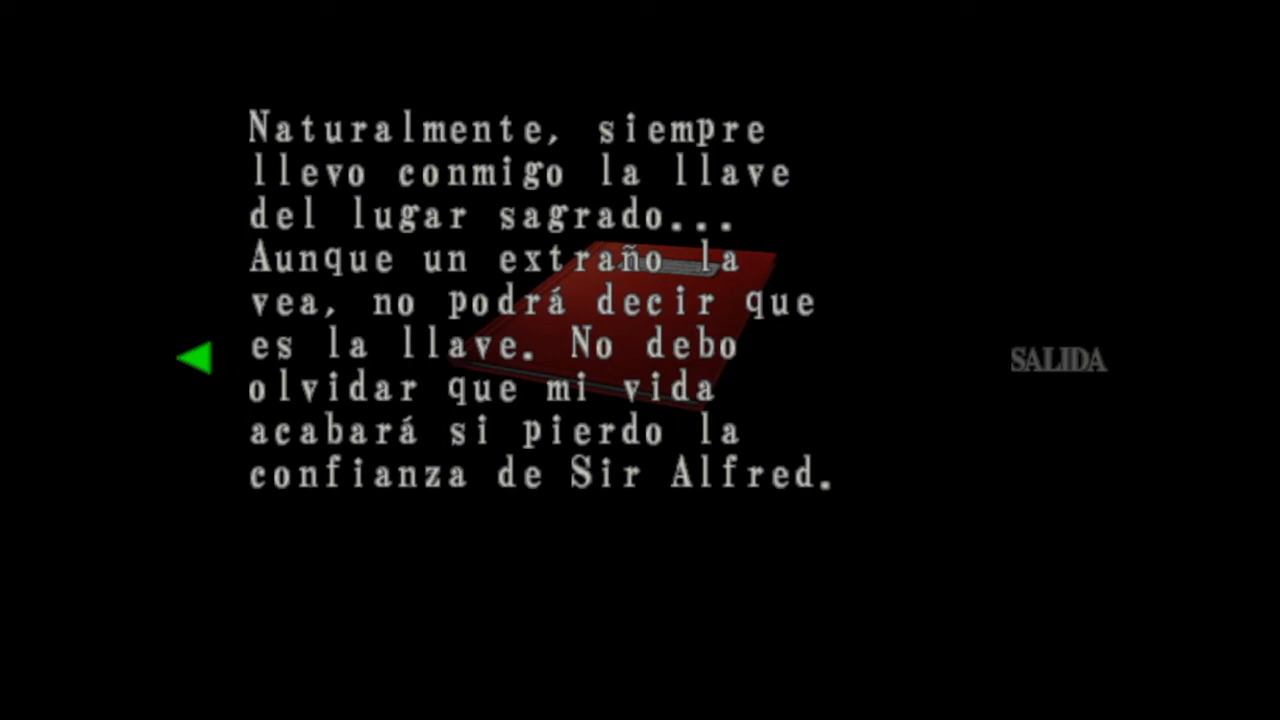 Naturalmente, siempre
llevo conmigo la llave
del lugar sagrado...
Aunque un extraño la
vea, no podrá decir que
es la llave. No debo
olvidar que mi vida
acabará si pierdo la
confianza de Sir Alfred.
SALIDA